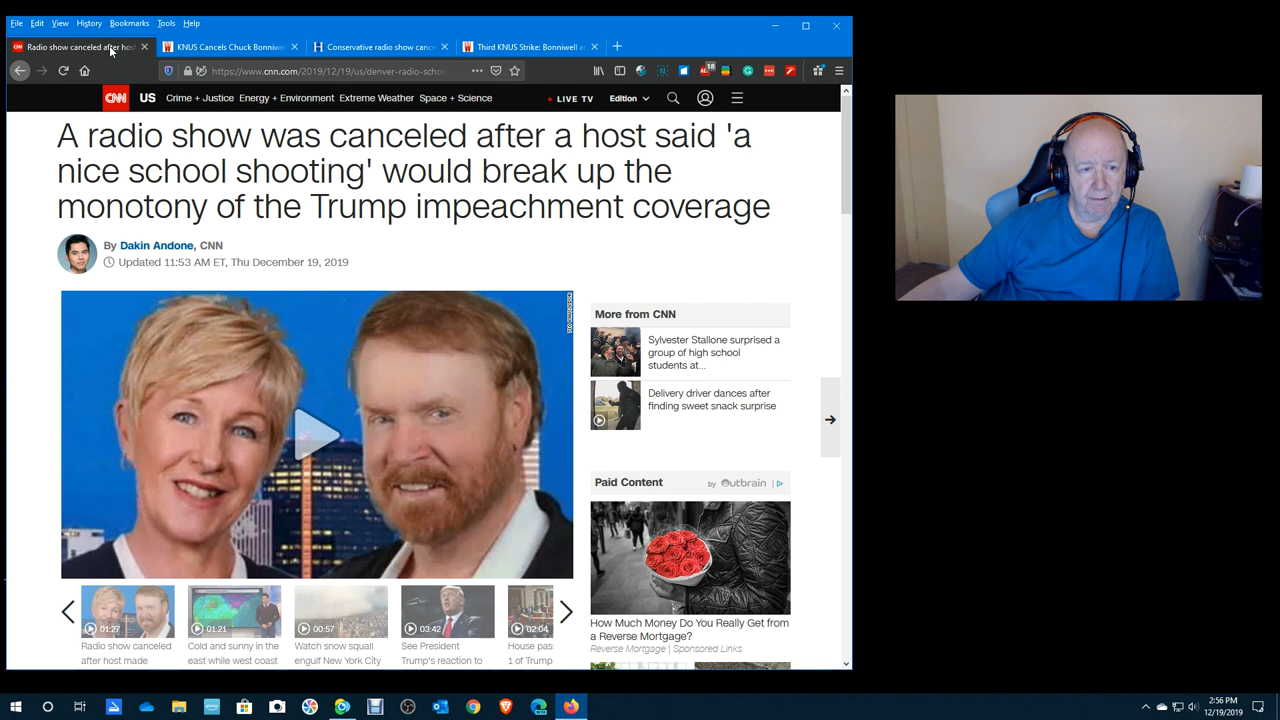 File Edit View History Bookmarks Tools Help
CNN Radio show canceled after host
KNUS Cancels Chuck Bonniwel
Conservative radio show cance
Third KNUS Strike: Bonniwell a
https://www.cnn.com/2019/12/19/us/denver-radio-schoo
18
CNN US Crime + Justice Energy + Environment Extreme Weather Space + Science LIVE TV Edition
A radio show was canceled after a host said 'a
nice school shooting' would break up the
monotony of the Trump impeachment coverage
By Dakin Andone, CNN
Updated 11:53 AM ET, Thu December 19, 2019
More from CNN
Sylvester Stallone surprised a
group of high school
students at...
Delivery driver dances after
finding sweet snack surprise
Paid Content by Outbrain
How Much Money Do You Really Get from
a Reverse Mortgage?
Reverse Mortgage | Sponsored Links
01:27
Radio show canceled
after host made
01:21
Cold and sunny in the
east while west coast
00:57
Watch snow squall
engulf New York City
03:42
See President
Trump's reaction to
02:04
House pas
1 of Trump
2:56 PM
12/19/2019